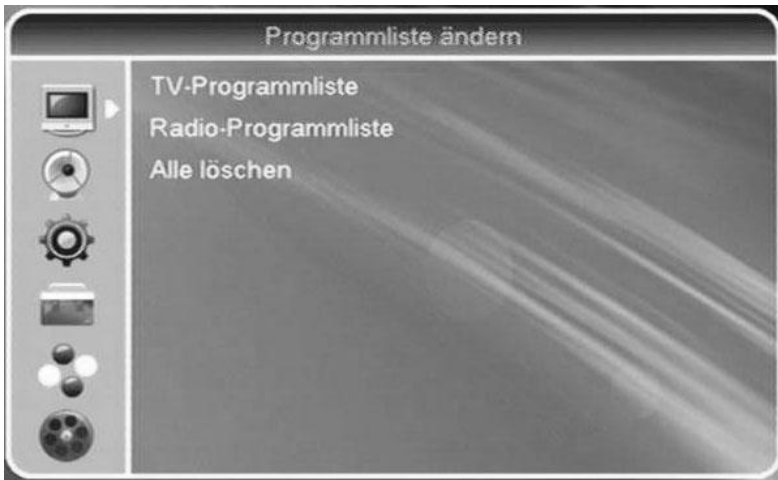 Programmliste ändern
TV-Programmliste
Radio-Programmliste
Alle löschen